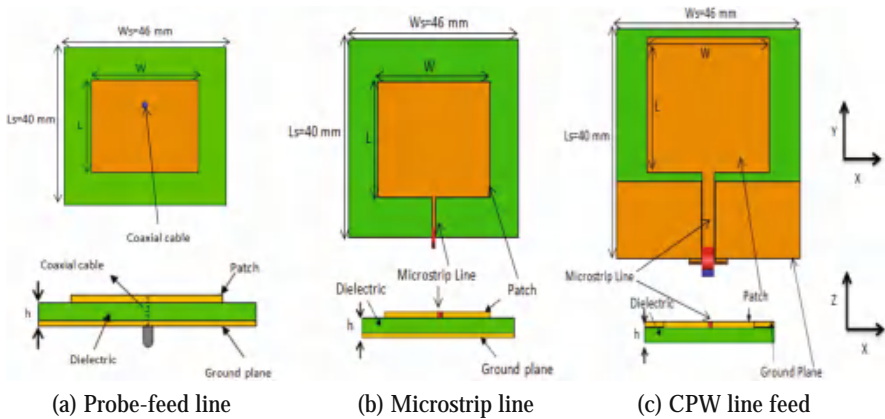 Ws=46 mm
W
Ls=40 mm
L
Coaxial cable
Coaxial cable
Patch
h
Dielectric
Ground plane
(a) Probe-feed line
Ws=46 mm
W
Ls=40 mm
L
Microstrip Line
Dielectric
Patch
h
Ground plane
(b) Microstrip line
Ws=46 mm
W
Ls=40 mm
L
Y
X
Microstrip Line
Patch
Dielectric
h
Ground Plane
Z
X
(c) CPW line feed